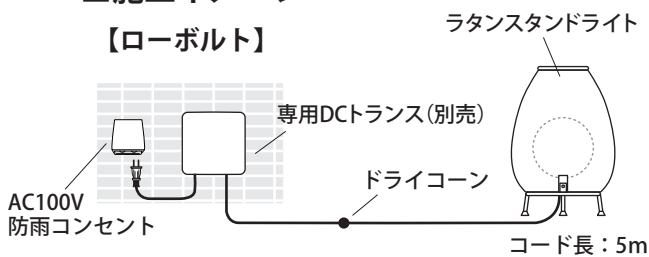 【ローボルト】
ラタンスタンドライト
専用DCトランス(別売)
ドライコーン
AC100V
防雨コンセント
コード長：5m